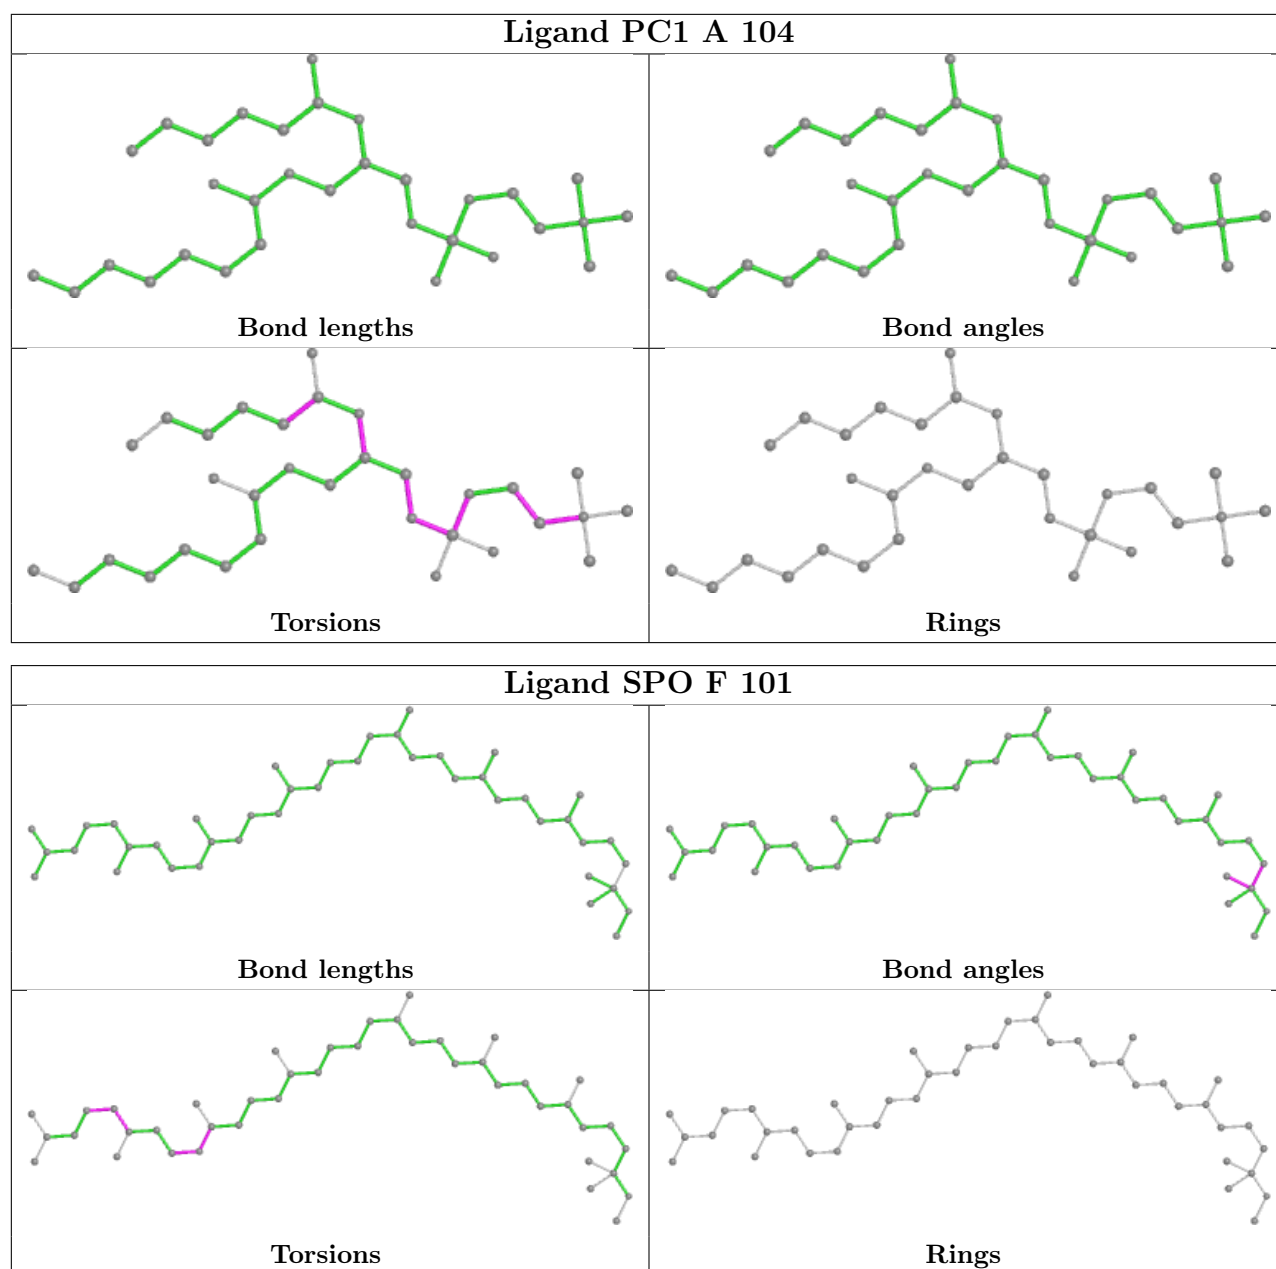 Ligand PC1 A 104
Bond lengths
Bond angles
Torsions
Rings
Ligand SPO F 101
Bond lengths
Bond angles
Torsions
Rings